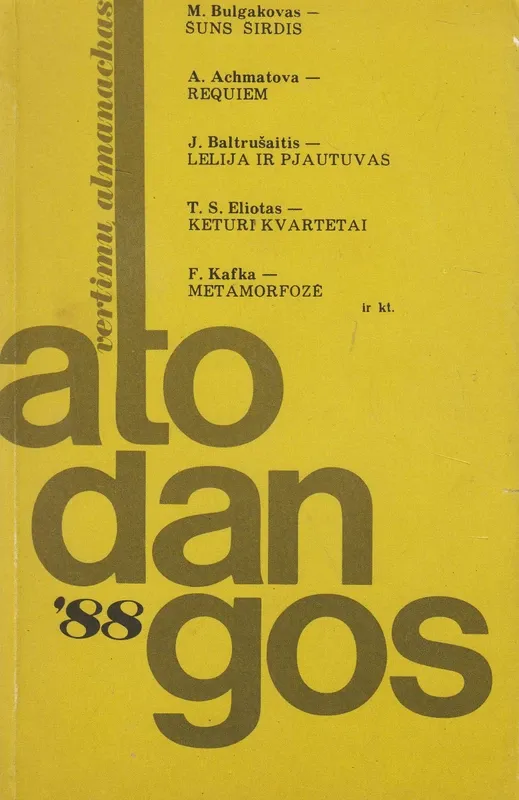 vertimų almanachas
M. Bulgakovas —
ŠUNS ŠIRDIS
A. Achmatova —
REQUIEM
J. Baltrušaitis —
LELIJA IR PJAUTUVAS
T. S. Eliotas —
KETURI KVARTETAI
F. Kafka —
METAMORFOZĖ
ir kt.
ato
dan
'88
gos